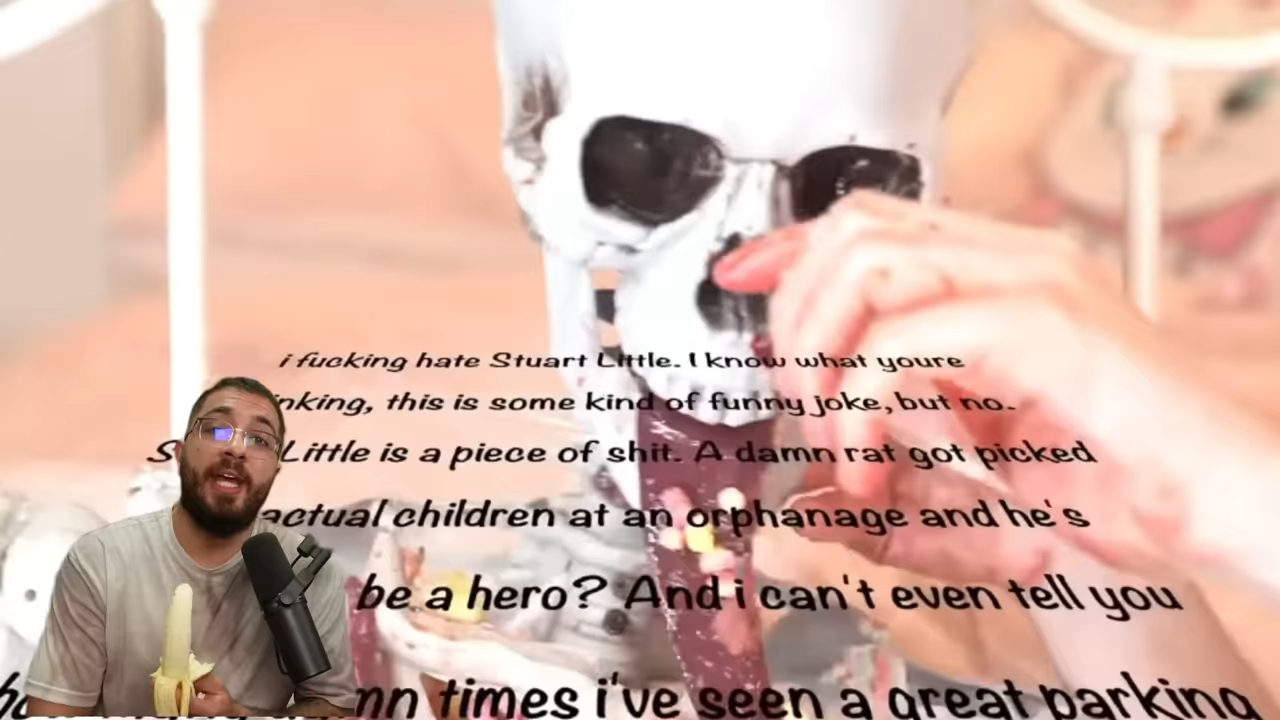 i fucking hate Stuart Little. I know what youre
this is some kind of funny joke, but no.
Little is a piece of shit. A damn rat got picked
actual children at an orphanage and he's
be a hero? And i can't even tell you
times i've seen a great parking